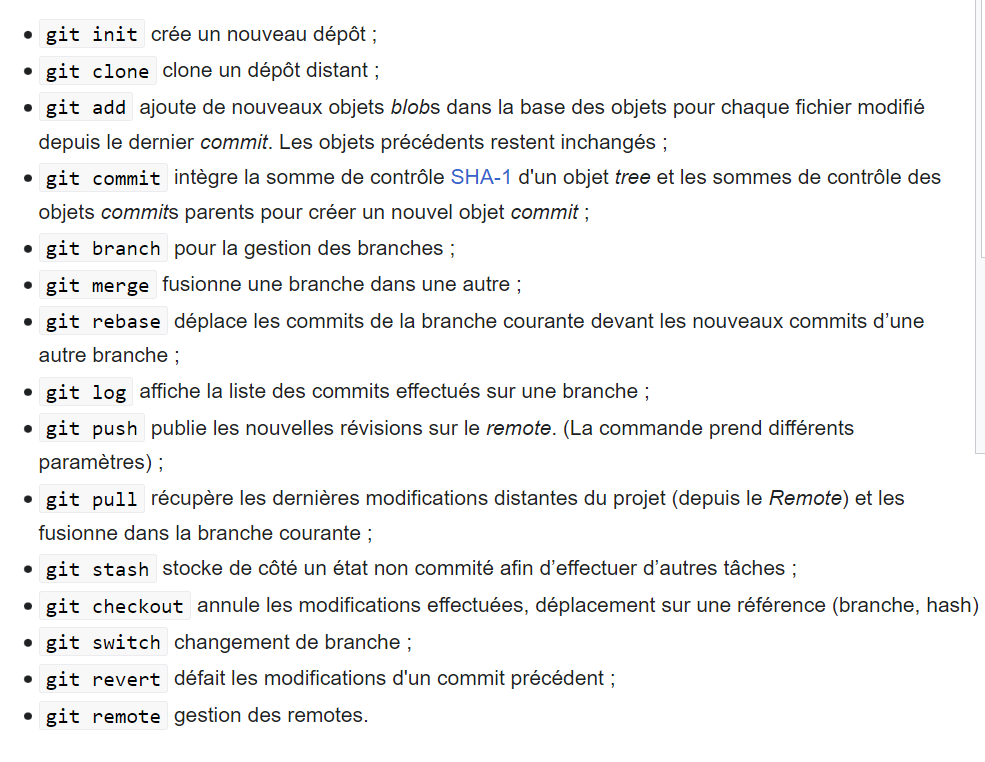 • git init crée un nouveau dépôt ;
• git clone clone un dépôt distant ;
• git add ajoute de nouveaux objets blobs dans la base des objets pour chaque fichier modifié
depuis le dernier commit. Les objets précédents restent inchangés ;
• git commit intègre la somme de contrôle SHA-1 d'un objet tree et les sommes de contrôle des
objets commits parents pour créer un nouvel objet commit ;
• git branch pour la gestion des branches ;
• git merge fusionne une branche dans une autre ;
• git rebase déplace les commits de la branche courante devant les nouveaux commits d’une
autre branche ;
• git log affiche la liste des commits effectués sur une branche ;
• git push publie les nouvelles révisions sur le remote. (La commande prend différents
paramètres) ;
• git pull récupère les dernières modifications distantes du projet (depuis le Remote) et les
fusionne dans la branche courante ;
• git stash stocke de côté un état non commité afin d’effectuer d’autres tâches ;
• git checkout annule les modifications effectuées, déplacement sur une référence (branche, hash)
• git switch changement de branche ;
• git revert défait les modifications d'un commit précédent ;
• git remote gestion des remotes.